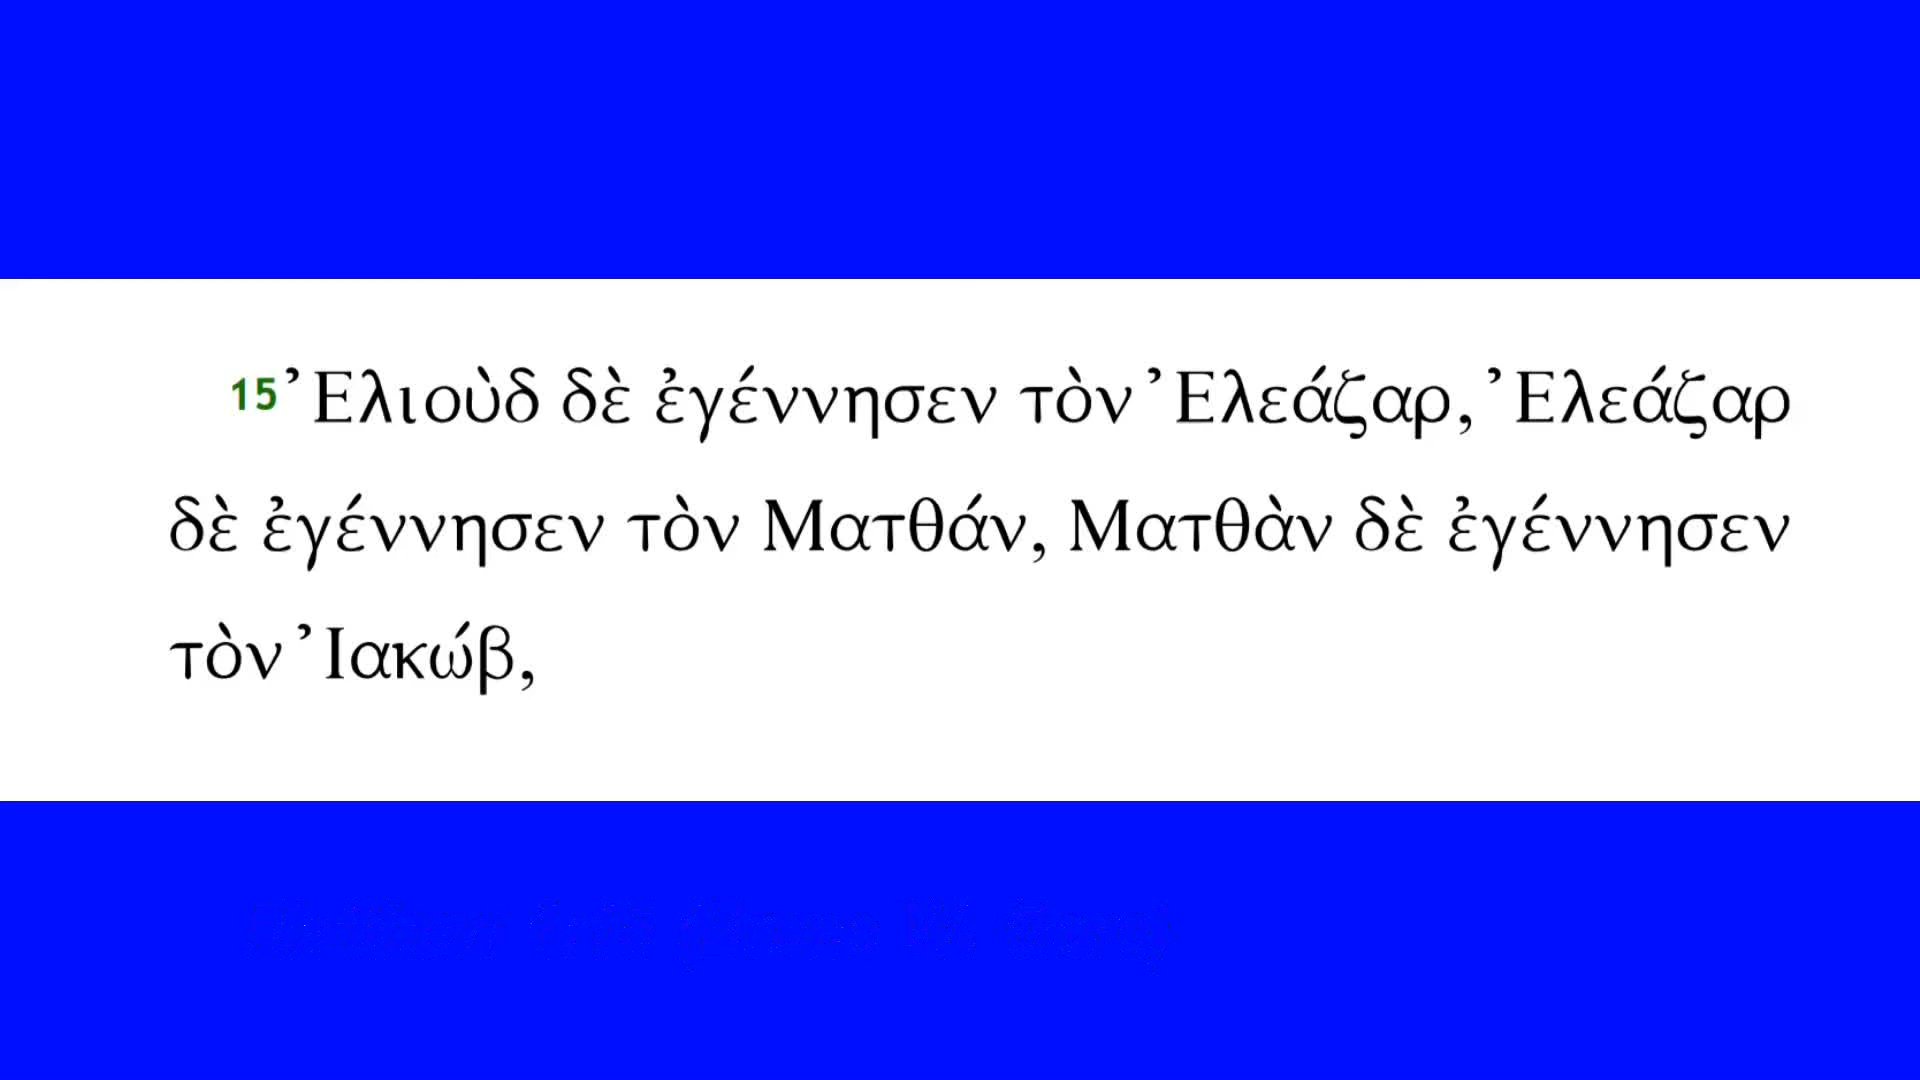 15 Ἐλιοὺδ δὲ ἐγέννησεν τὸν Ἐλεάζαρ, Ἐλεάζαρ
δὲ ἐγέννησεν τὸν Ματθάν, Ματθὰν δὲ ἐγέννησεν
τὸν Ἰακώβ,